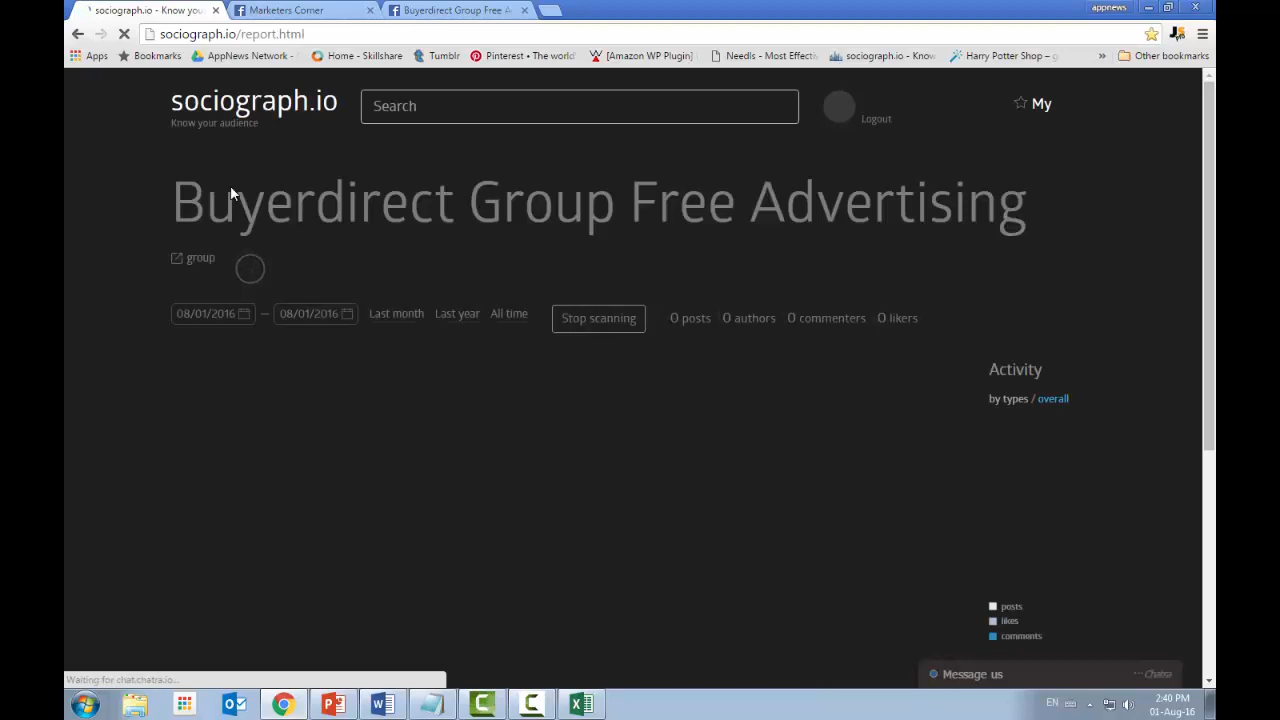 sociograph.io - Know you
Marketers Corner
Buyerdirect Group Free A
appnews
sociograph.io/report.html
Apps
Bookmarks
AppNews Network -
Home - Skillshare
Tumblr
Pinterest • The world'
[Amazon WP Plugin]
Needls - Most Effecti
sociograph.io - Know
Harry Potter Shop –
»
Other bookmarks
sociograph.io
Know your audience
Search
Logout
My
Buyerdirect Group Free Advertising
group
08/01/2016 – 08/01/2016 Last month Last year All time Stop scanning 0 posts 0 authors 0 commenters 0 likers
Activity
by types / overall
posts
likes
comments
Message us
Chatra
Waiting for chat.chatra.io...
EN
2:40 PM
01-Aug-16